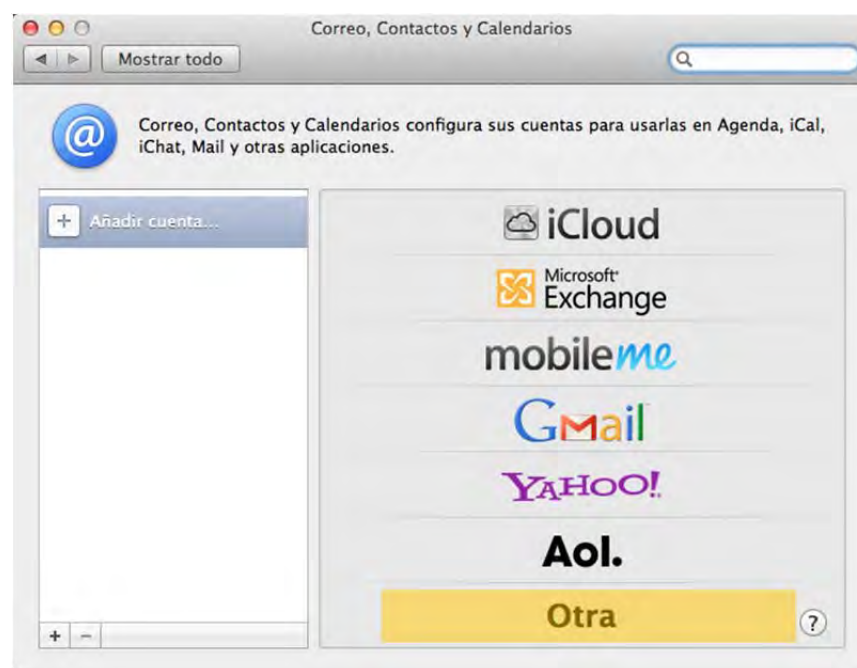 Correo, Contactos y Calendarios
Mostrar todo
Correo, Contactos y Calendarios configura sus cuentas para usarlas en Agenda, iCal,
iChat, Mail y otras aplicaciones.
+ Añadir cuenta...
iCloud
Microsoft
Exchange
mobileme
Gmail
YAHOO!
Aol.
Otra
?
+ −